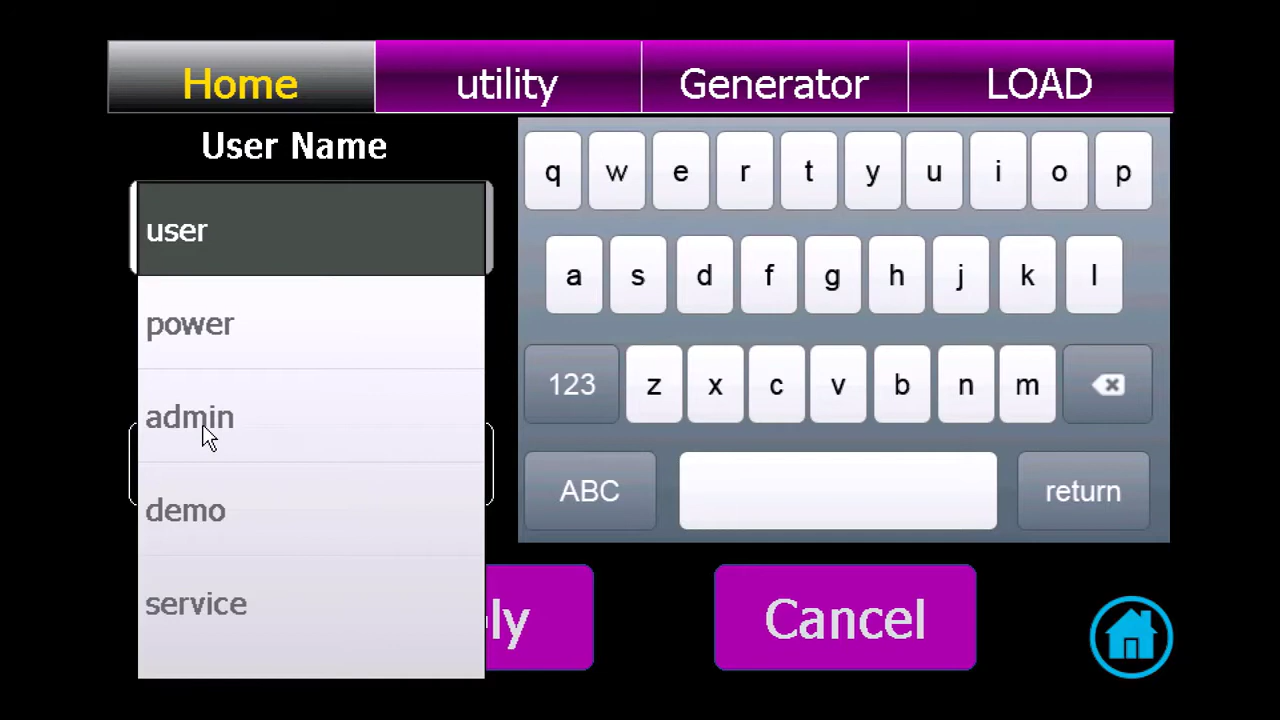 Home utility Generator LOAD
User Name
user
power
admin
demo
service
q w e r t y u i o p
a s d f g h j k l
123 z x c v b n m
ABC return
Cancel